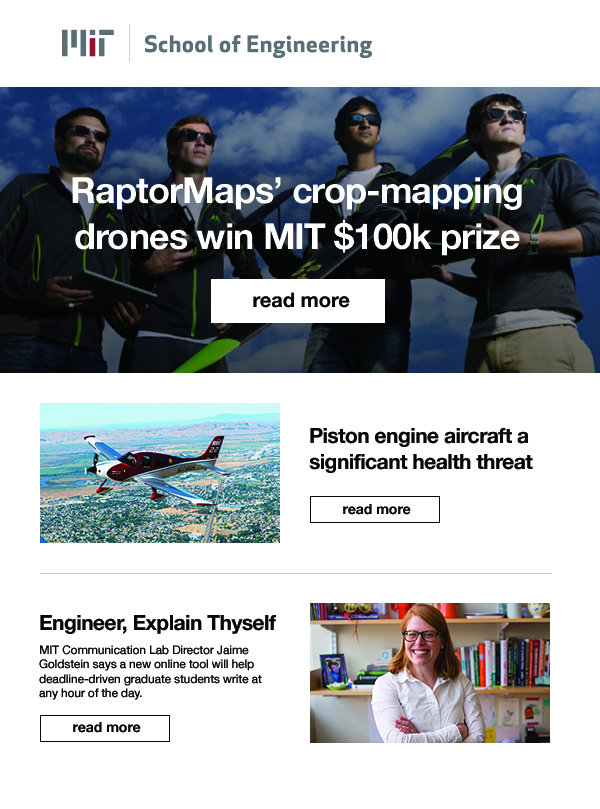 MIT School of Engineering
RaptorMaps’ crop-mapping
drones win MIT $100k prize
read more
Piston engine aircraft a
significant health threat
read more
Engineer, Explain Thyself
MIT Communication Lab Director Jaime
Goldstein says a new online tool will help
deadline-driven graduate students write at
any hour of the day.
read more